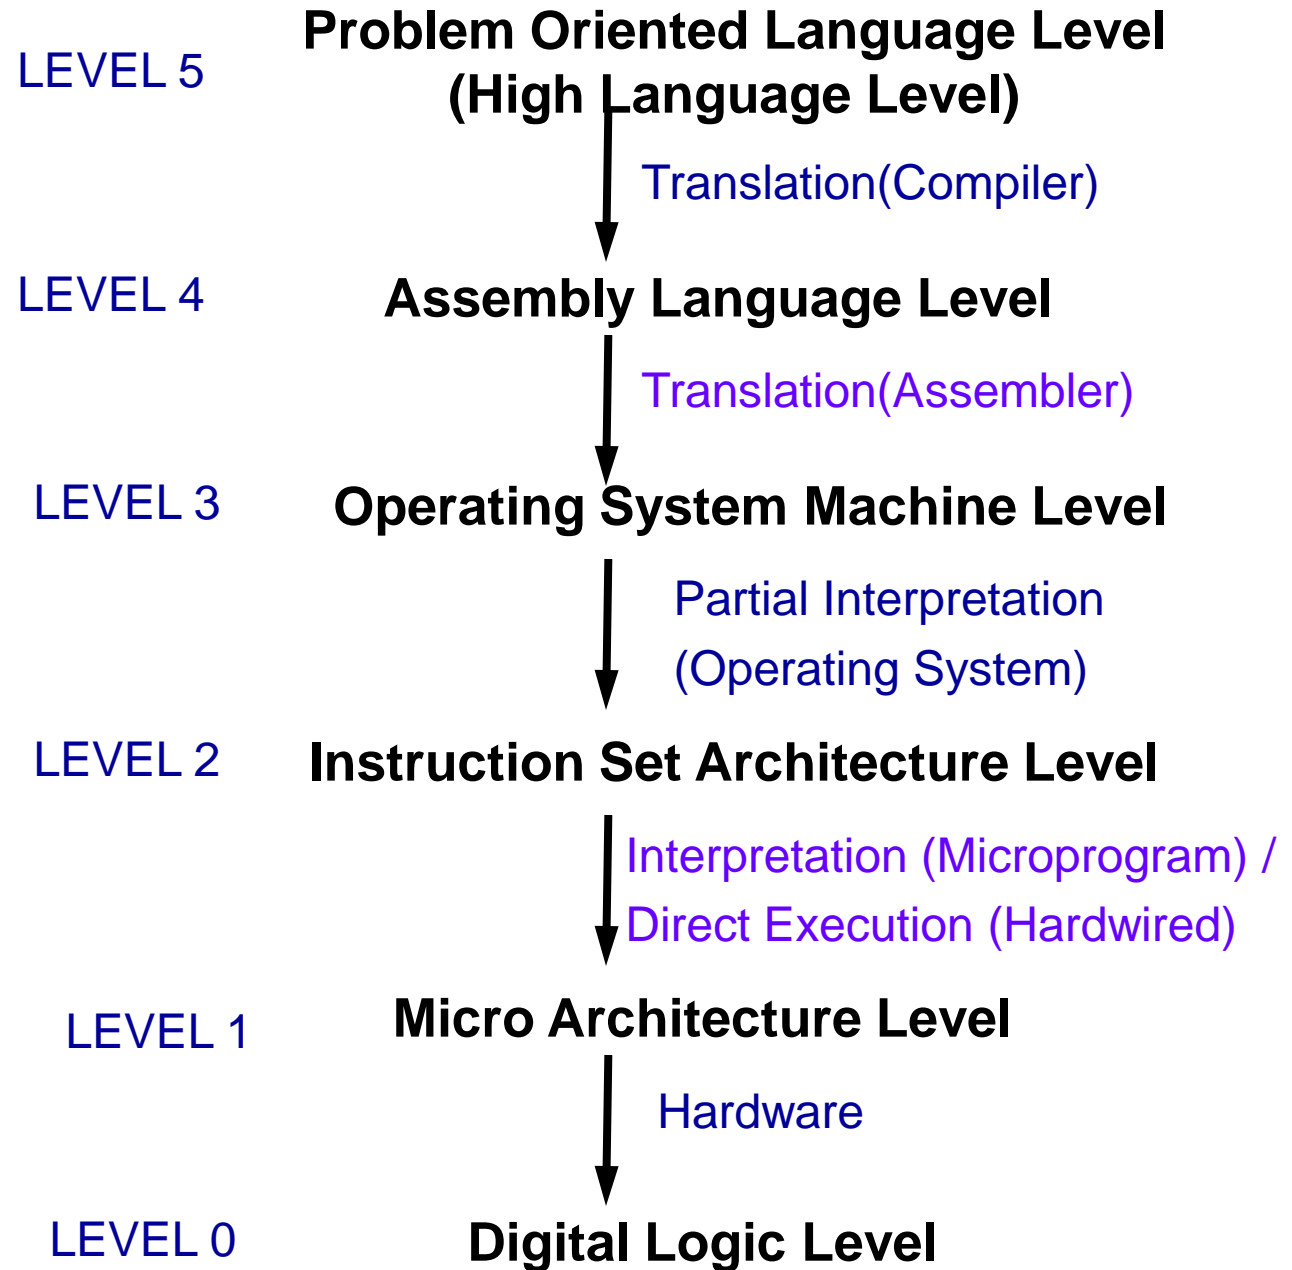 Problem Oriented Language Level
LEVEL 5
(High Language Level)
Translation(Compiler)
LEVEL 4
Assembly Language Level
Translation(Assembler)
LEVEL 3
Operating System Machine Level
Partial Interpretation
(Operating System)
LEVEL 2
Instruction Set Architecture Level
Interpretation (Microprogram) /
Direct Execution (Hardwired)
LEVEL 1
Micro Architecture Level
Hardware
LEVEL 0
Digital Logic Level